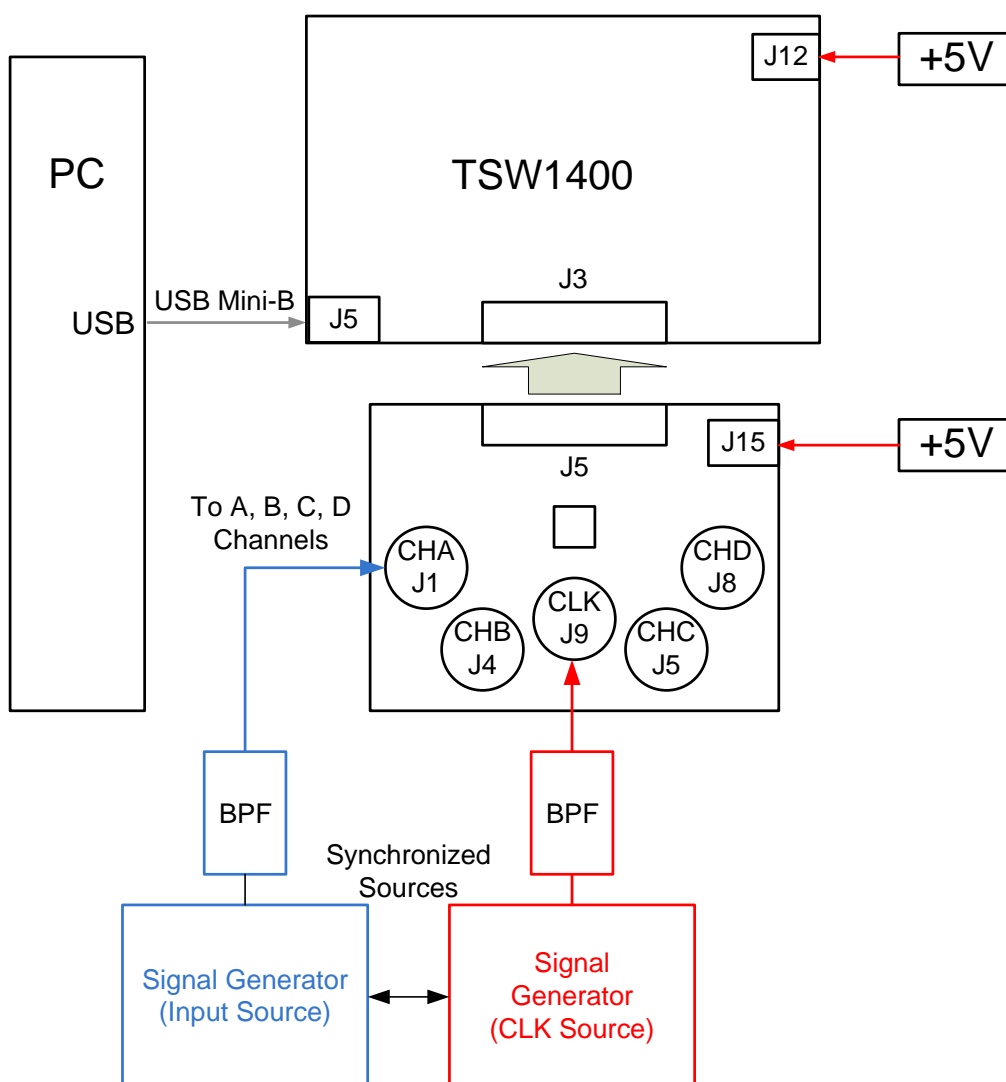 J12
+5V
PC
TSW1400
J3
USB Mini-B
USB
J5
J15
+5V
J5
To A, B, C, D
Channels
CHA
J1
CHD
J8
CLK
J9
CHB
J4
CHC
J5
BPF
BPF
Synchronized
Sources
Signal Generator
(Input Source)
Signal
Generator
(CLK Source)